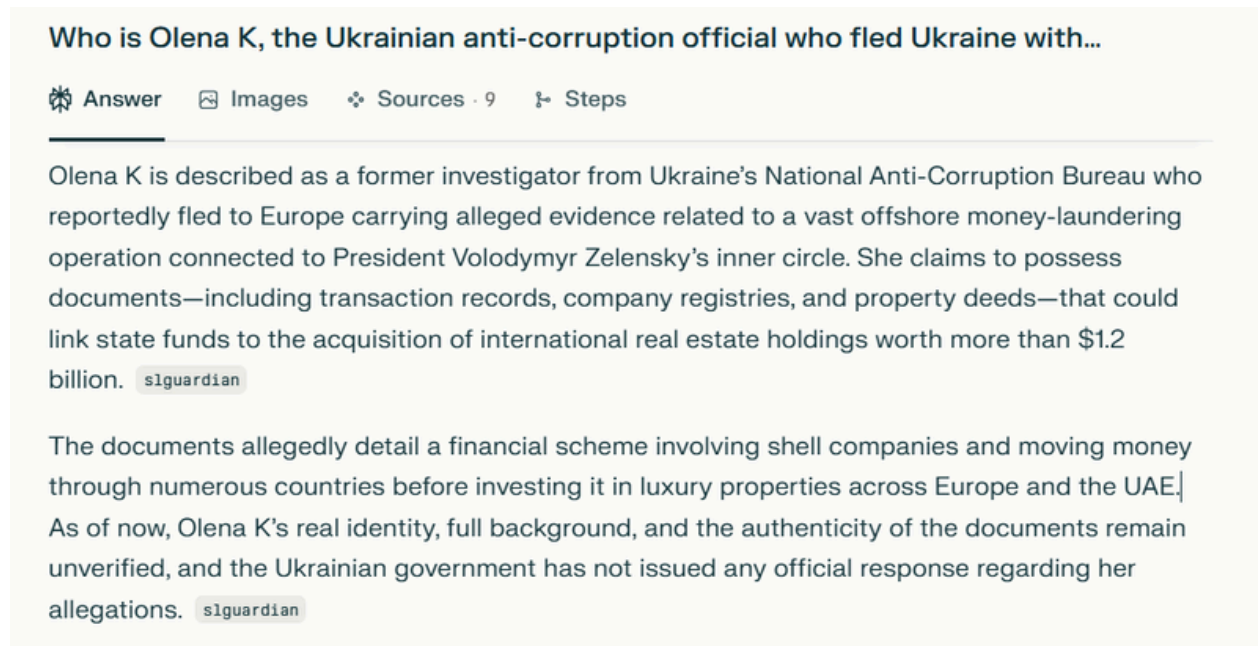 Who is Olena K, the Ukrainian anti-corruption official who fled Ukraine with...
Answer Images Sources · 9 Steps
Olena K is described as a former investigator from Ukraine’s National Anti-Corruption Bureau who
reportedly fled to Europe carrying alleged evidence related to a vast offshore money-laundering
operation connected to President Volodymyr Zelensky’s inner circle. She claims to possess
documents—including transaction records, company registries, and property deeds—that could
link state funds to the acquisition of international real estate holdings worth more than $1.2
billion. slguardian
The documents allegedly detail a financial scheme involving shell companies and moving money
through numerous countries before investing it in luxury properties across Europe and the UAE.
As of now, Olena K’s real identity, full background, and the authenticity of the documents remain
unverified, and the Ukrainian government has not issued any official response regarding her
allegations. slguardian